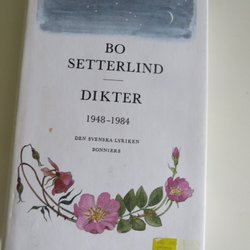 BO
SETTERLIND
DIKTER
1948-1984
DEN SVENSKA LYRIKEN
BONNIERS